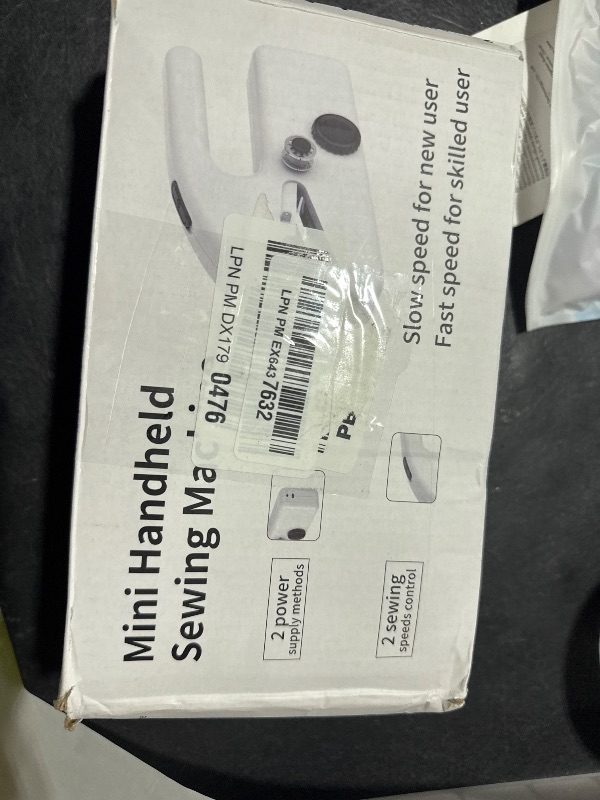 Mini Handheld
Sewing Mac
Slow speed for new user
Fast speed for skilled user
LPN PM DX179 0476
LPN PM EX643 7632
2 power
supply methods
2 sewing
speeds control